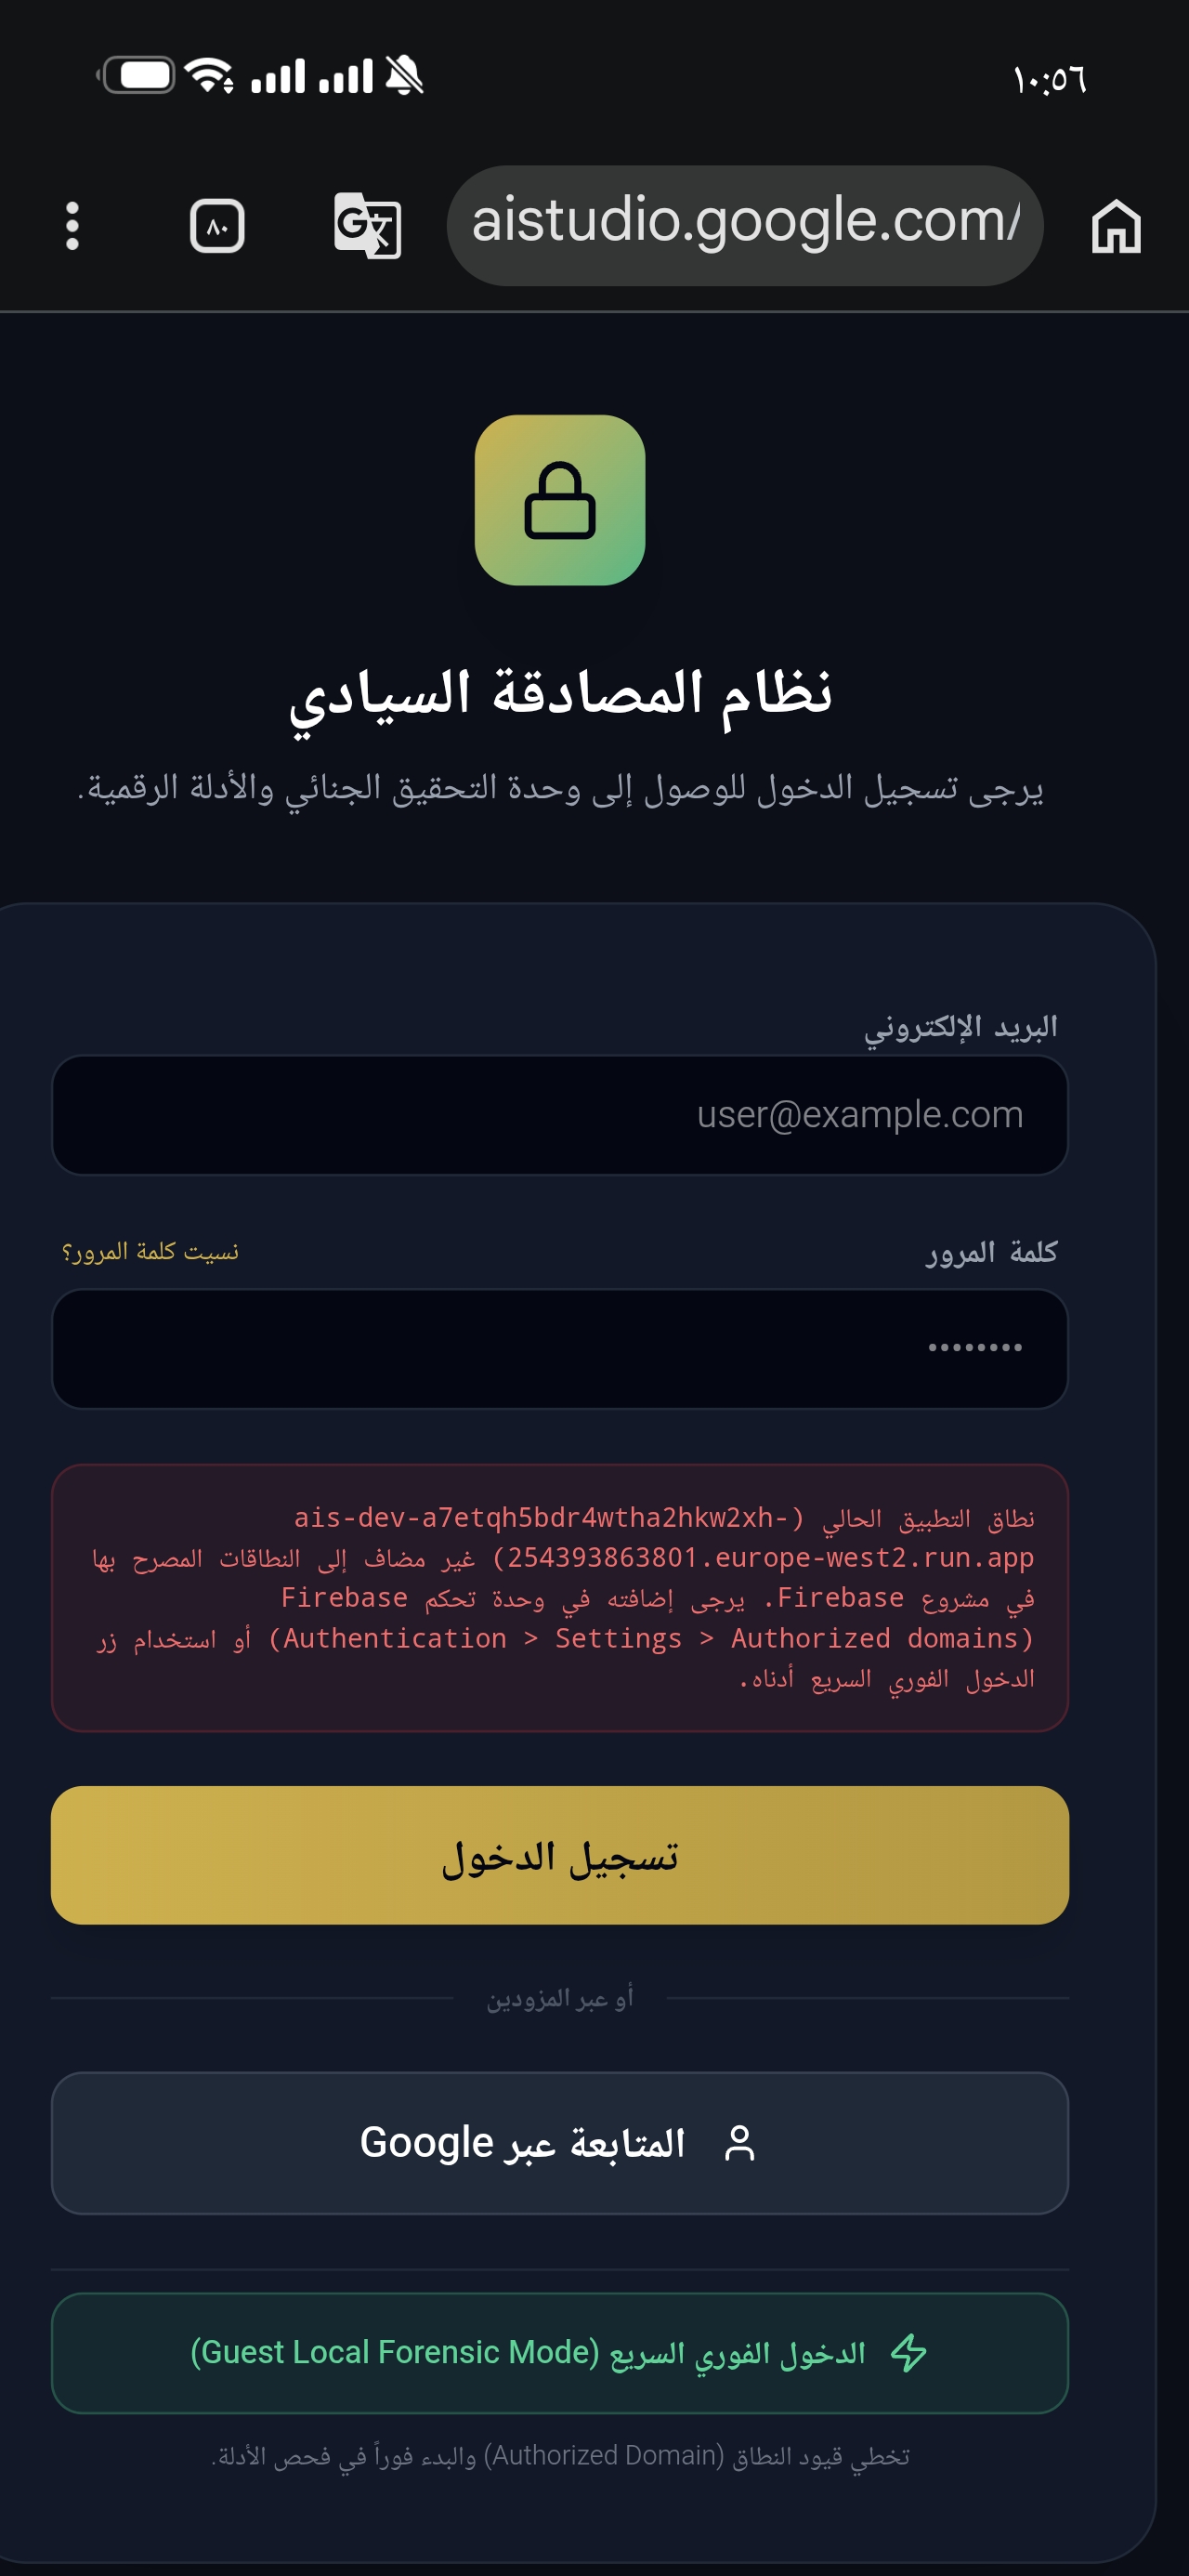 ١٠:٥٦
٨٠
aistudio.google.com/
نظام المصادقة السيادي
يرجى تسجيل الدخول للوصول إلى وحدة التحقيق الجنائي والأدلة الرقمية.
البريد الإلكتروني
user@example.com
كلمة المرور
نسيت كلمة المرور؟
••••••••
نطاق التطبيق الحالي (ais-dev-a7etqh5bdr4wtha2hkw2xh-
254393863801.europe-west2.run.app) غير مضاف إلى النطاقات المصرح بها
في مشروع Firebase. يرجى إضافته في وحدة تحكم Firebase
(Authentication > Settings > Authorized domains) أو استخدام زر
الدخول الفوري السريع أدناه.
تسجيل الدخول
أو عبر المزودين
المتابعة عبر Google
الدخول الفوري السريع (Guest Local Forensic Mode)
تخطي قيود النطاق (Authorized Domain) والبدء فوراً في فحص الأدلة.